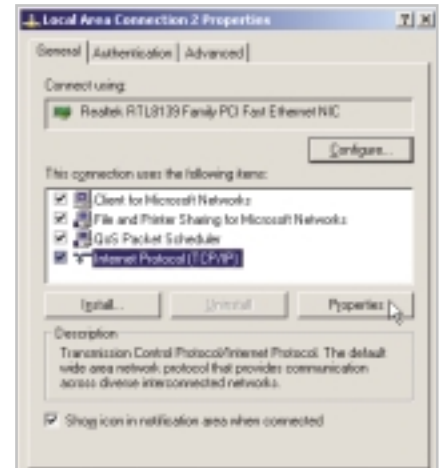 Local Area Connection 2 Properties
General Authentication Advanced
Connect using:
Realtek RTL8139 Family PCI Fast Ethernet NIC
Configure...
This connection uses the following items:
Client for Microsoft Networks
File and Printer Sharing for Microsoft Networks
QoS Packet Scheduler
Internet Protocol (TCP/IP)
Install... Uninstall Properties
Description
Transmission Control Protocol/Internet Protocol. The default
wide area network protocol that provides communication
across diverse interconnected networks.
Show icon in notification area when connected